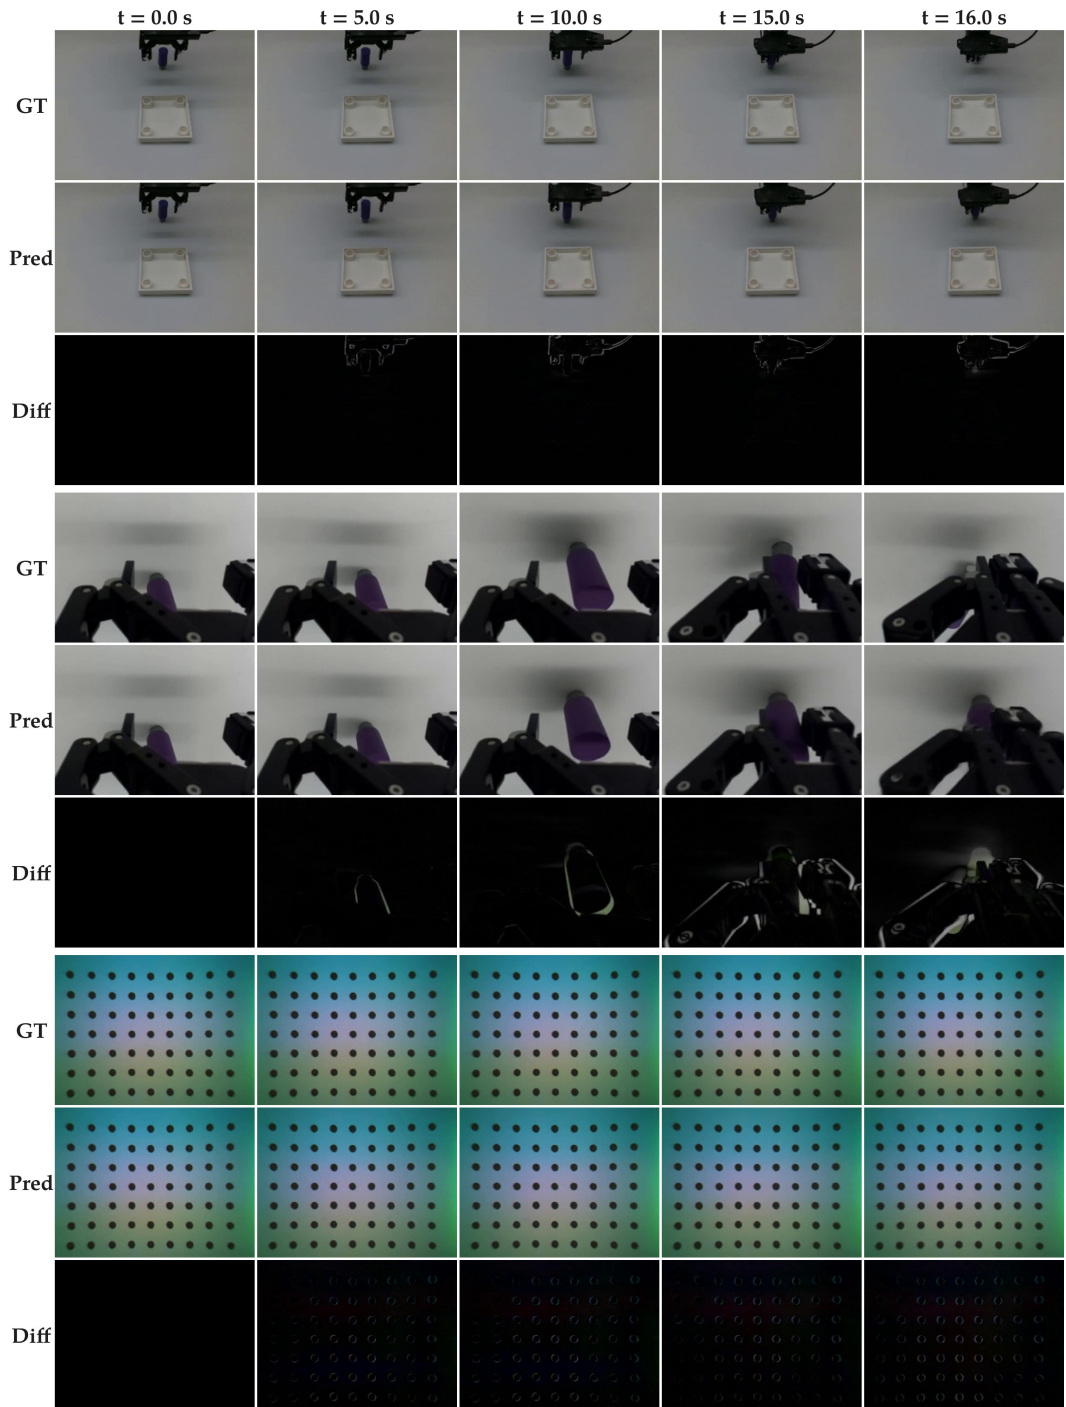 t = 0.0 s t = 5.0 s t = 10.0 s t = 15.0 s t = 16.0 s
GT
Pred
Diff
GT
Pred
Diff
GT
Pred
Diff